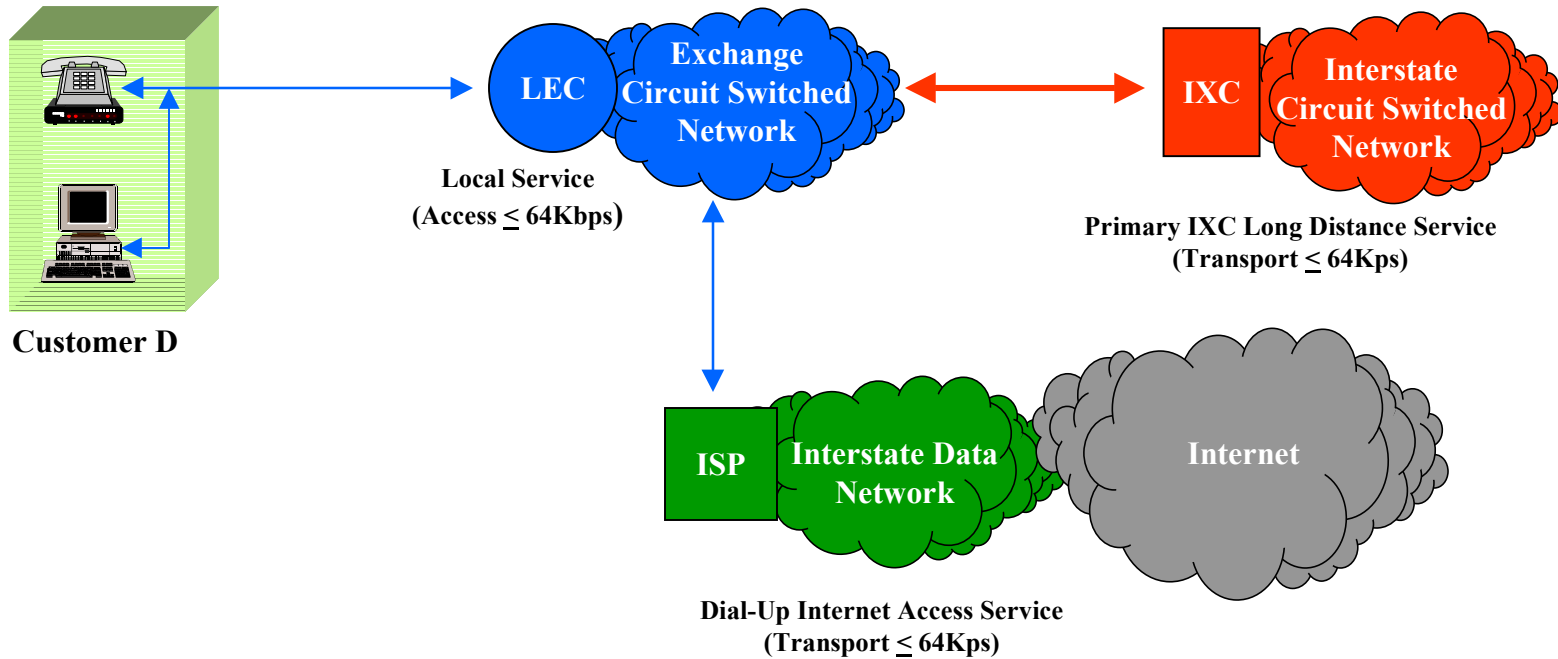 LEC
Exchange
Circuit Switched
Network
IXC
Interstate
Circuit Switched
Network
Local Service
(Access ≤ 64Kbps)
Primary IXC Long Distance Service
(Transport ≤ 64Kps)
Customer D
ISP
Interstate Data
Network
Internet
Dial-Up Internet Access Service
(Transport ≤ 64Kps)